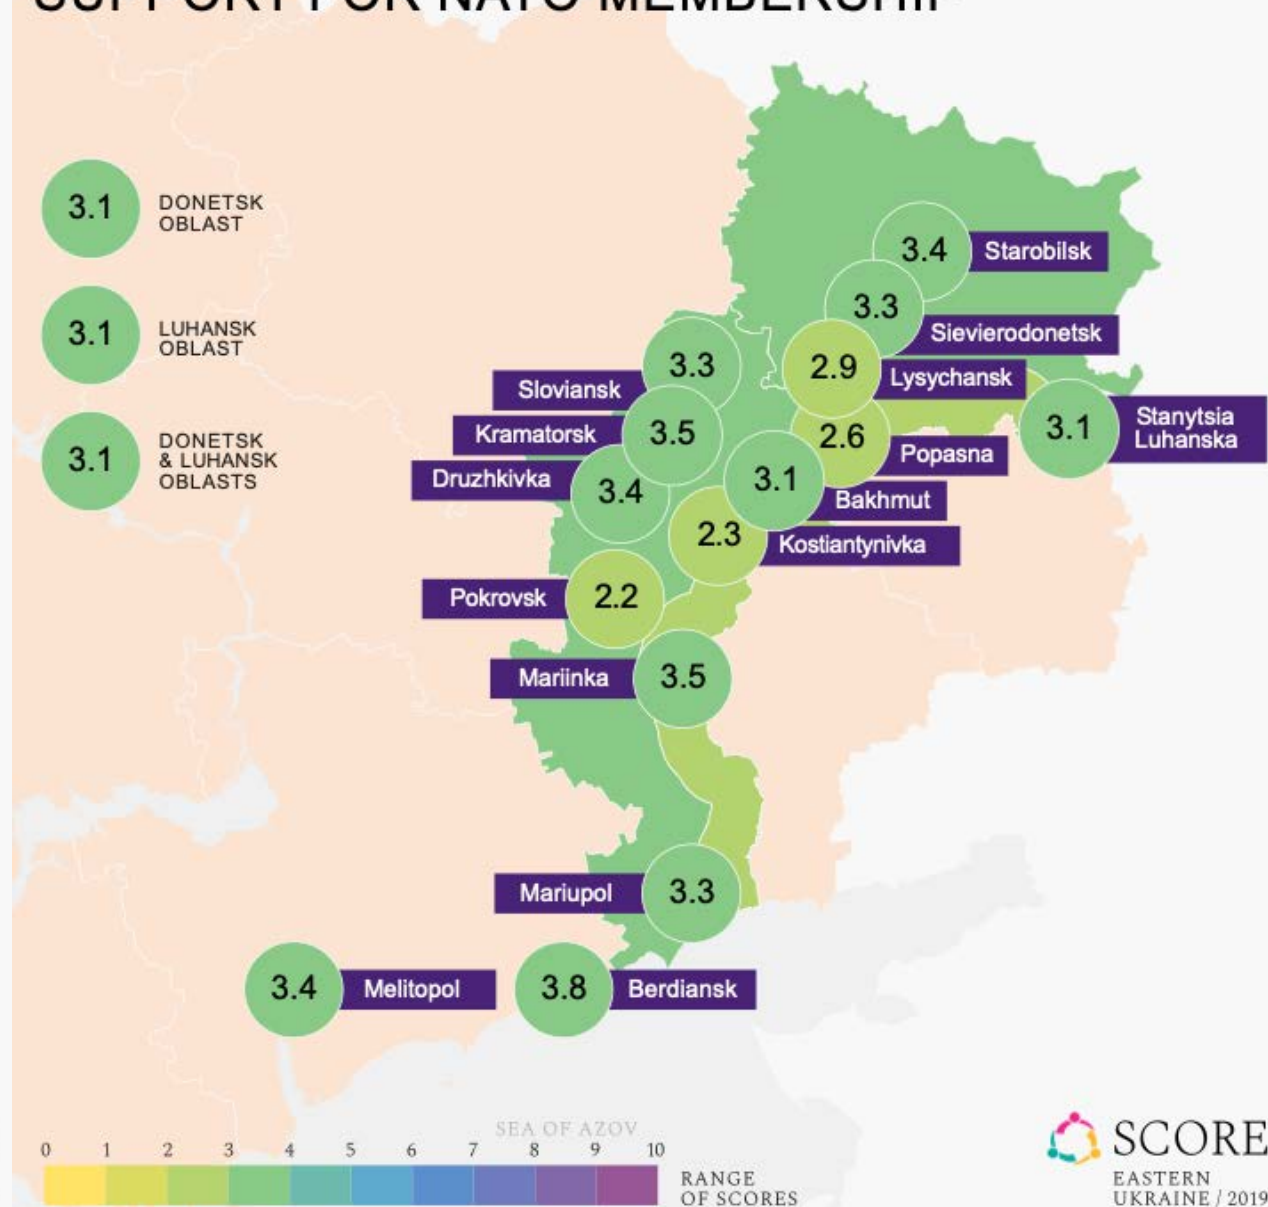 SUPPORT FOR NATO MEMBERSHIP
3.1
DONETSK
OBLAST
3.1
LUHANSK
OBLAST
3.1
DONETSK
& LUHANSK
OBLASTS
3.4
Starobilsk
3.3
Sievierodonetsk
3.3
Sloviansk
2.9
Lysychansk
3.1
Stanytsia
Luhanska
3.5
Kramatorsk
2.6
Popasna
3.4
Druzhkivka
3.1
Bakhmut
2.3
Kostiantynivka
Pokrovsk
2.2
Mariinka
3.5
Mariupol
3.3
3.4
Melitopol
3.8
Berdiansk
SEA OF AZOV
0 1 2 3 4 5 6 7 8 9 10
RANGE
OF SCORES
SCORE
EASTERN
UKRAINE / 2019